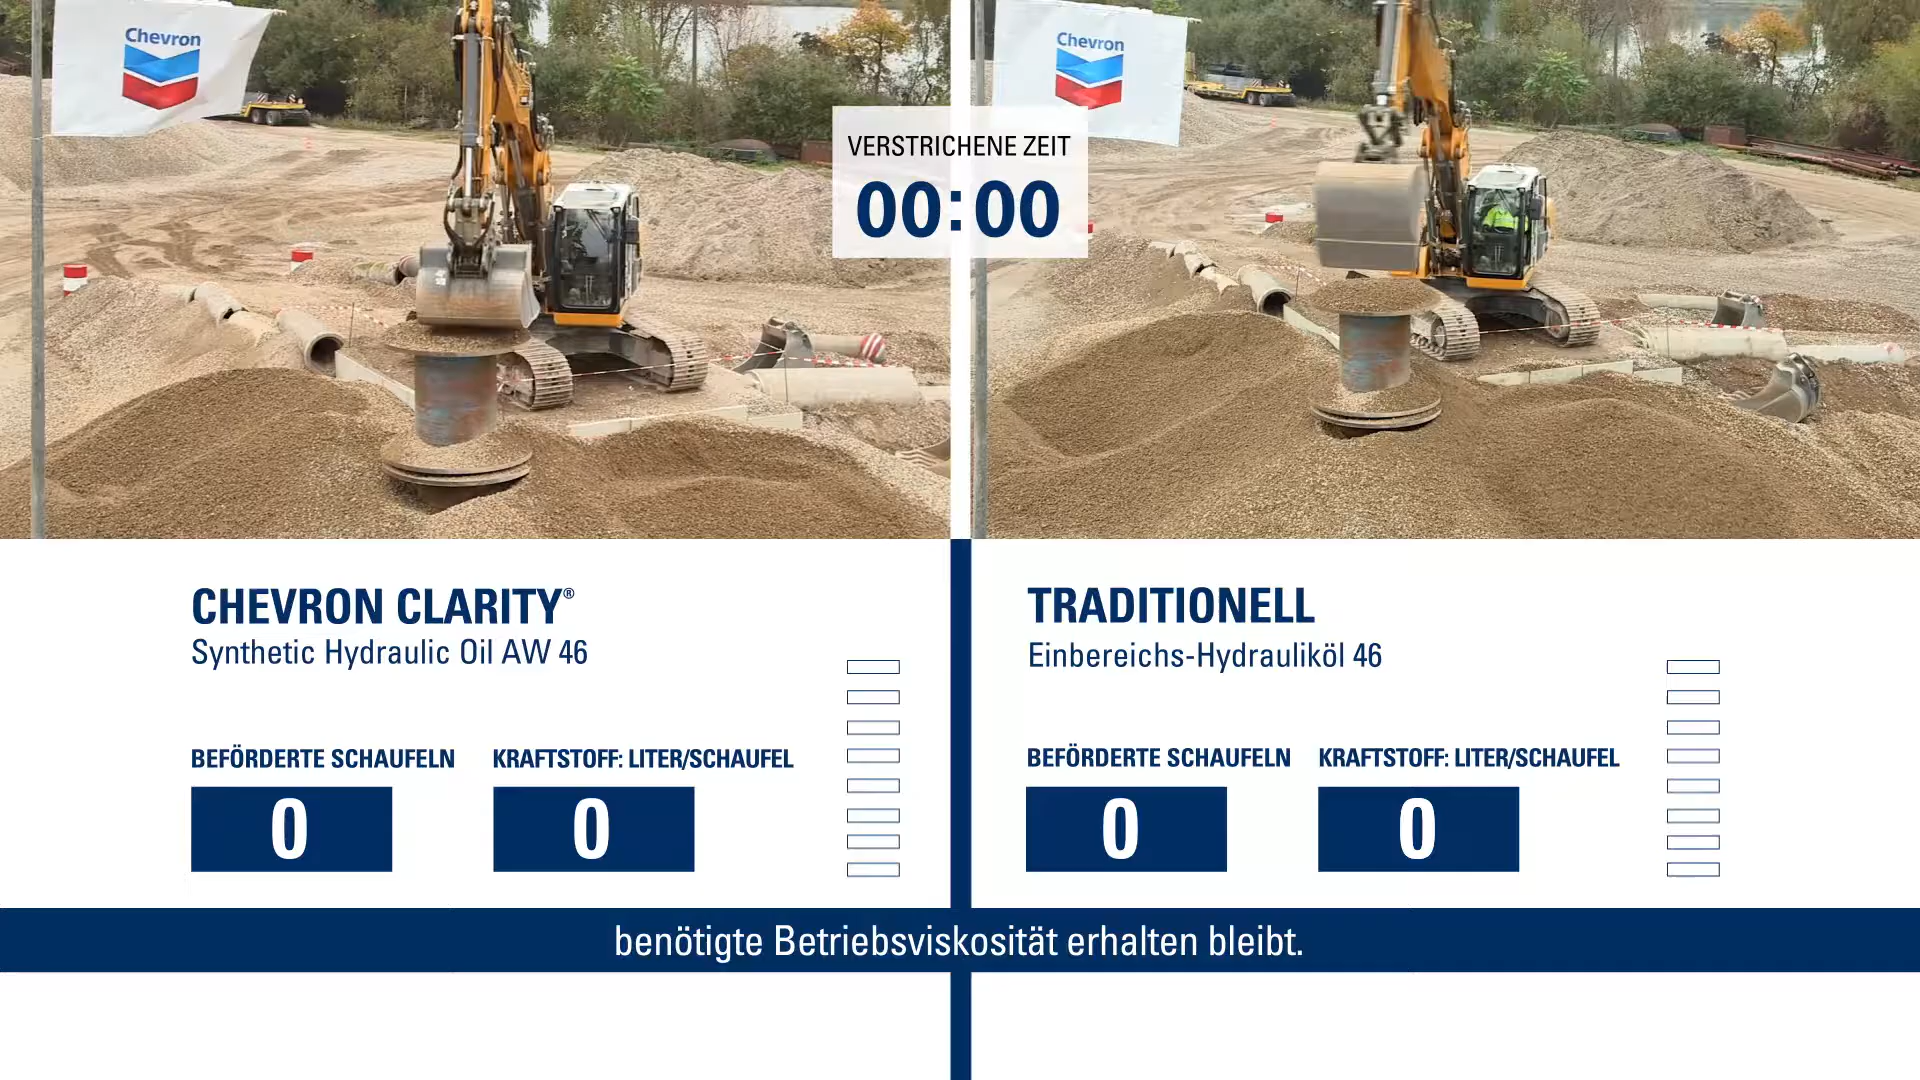 Chevron
Chevron
VERSTRICHENE ZEIT
00:00
CHEVRON CLARITY®
Synthetic Hydraulic Oil AW 46
BEFÖRDERTE SCHAUFELN
KRAFTSTOFF: LITER/SCHAUFEL
0
0
TRADITIONELL
Einbereichs-Hydrauliköl 46
BEFÖRDERTE SCHAUFELN
KRAFTSTOFF: LITER/SCHAUFEL
0
0
benötigte Betriebsviskosität erhalten bleibt.